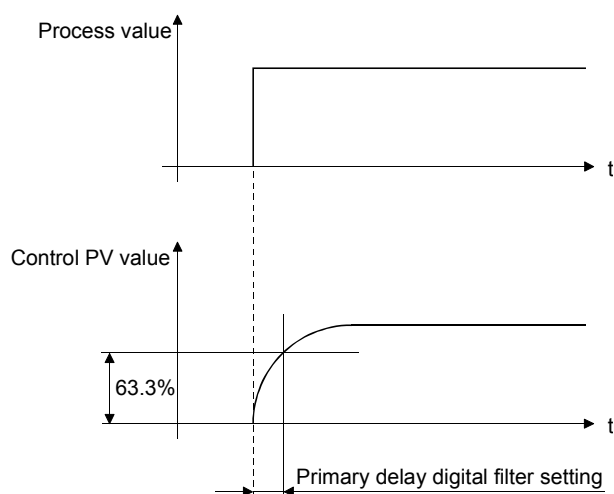 Process value
t
Control PV value
63.3%
t
Primary delay digital filter setting